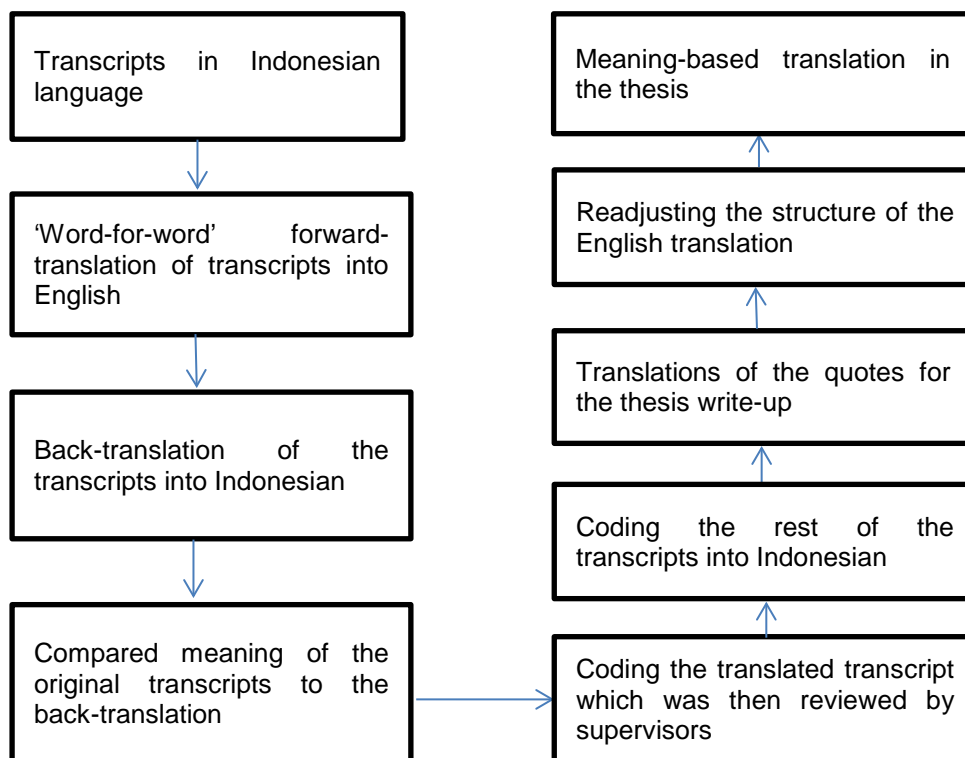 Transcripts in Indonesian
language
‘Word-for-word’ forward-
translation of transcripts into
English
Back-translation of the
transcripts into Indonesian
Compared meaning of the
original transcripts to the
back-translation
Coding the translated transcript
which was then reviewed by
supervisors
Coding the rest of the
transcripts into Indonesian
Translations of the quotes for
the thesis write-up
Readjusting the structure of the
English translation
Meaning-based translation in
the thesis